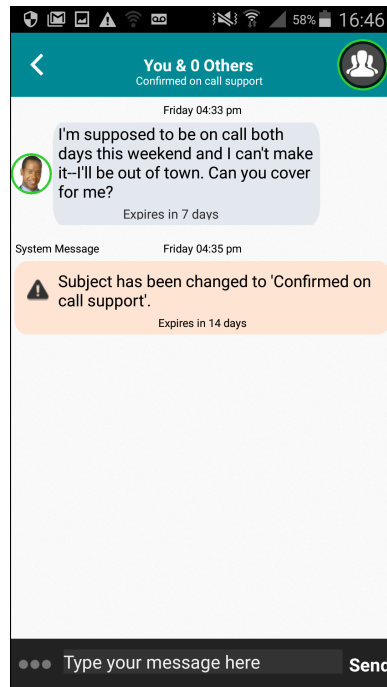 58% 16:46
You & 0 Others
Confirmed on call support
Friday 04:33 pm
I'm supposed to be on call both
days this weekend and I can't make
it--I'll be out of town. Can you cover
for me?
Expires in 7 days
System Message Friday 04:35 pm
Subject has been changed to 'Confirmed on
call support'.
Expires in 14 days
Type your message here Send